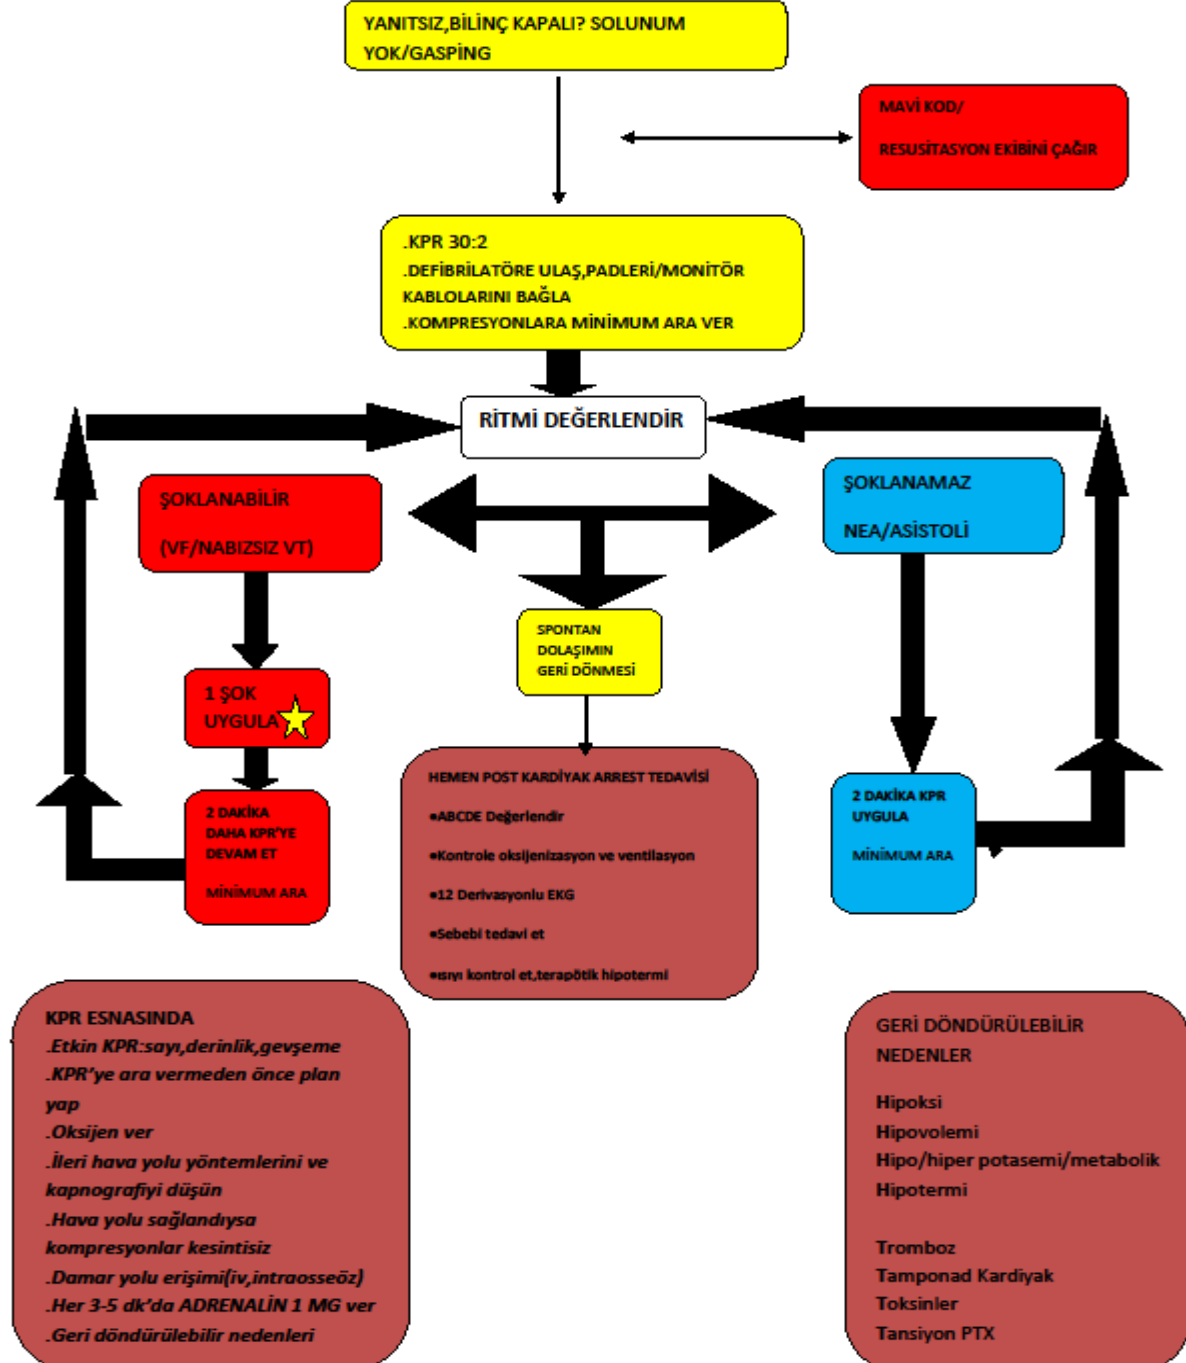 YANITSIZ,BİLİNÇ KAPALI? SOLUNUM
YOK/GASPİNG
MAVİ KOD/
RESUSİTASYON EKİBİNİ ÇAĞIR
.KPR 30:2
.DEFİBRİLATÖRE ULAŞ,PADLERİ/MONİTÖR
KABLOLARINI BAĞLA
.KOMPRESYONLARA MİNİMUM ARA VER
RİTMİ DEĞERLENDİR
ŞOKLANABİLİR
(VF/NABIZSIZ VT)
ŞOKLANAMAZ
NEA/ASİSTOLİ
SPONTAN
DOLAŞIMIN
GERİ DÖNMESİ
1 ŞOK
UYGULA
2 DAKİKA
DAHA KPR'YE
DEVAM ET
MİNİMUM ARA
HEMEN POST KARDİYAK ARREST TEDAVİSİ
•ABCDE Değerlendir
•Kontrole oksijenizasyon ve ventilasyon
•12 Derivasyonlu EKG
•Sebebi tedavi et
•ısıyı kontrol et,terapötik hipotermi
2 DAKİKA KPR
UYGULA
MİNİMUM ARA
KPR ESNASINDA
.Etkin KPR:sayı,derinlik,gevşeme
.KPR'ye ara vermeden önce plan
yap
.Oksijen ver
.İleri hava yolu yöntemlerini ve
kapnografiyi düşün
.Hava yolu sağlandıysa
kompresyonlar kesintisiz
.Damar yolu erişimi(iv,intraosseöz)
.Her 3-5 dk'da ADRENALİN 1 MG ver
.Geri döndürülebilir nedenleri
GERİ DÖNDÜRÜLEBİLİR
NEDENLER
Hipoksi
Hipovolemi
Hipo/hiper potasemi/metabolik
Hipotermi
Tromboz
Tamponad Kardiyak
Toksinler
Tansiyon PTX